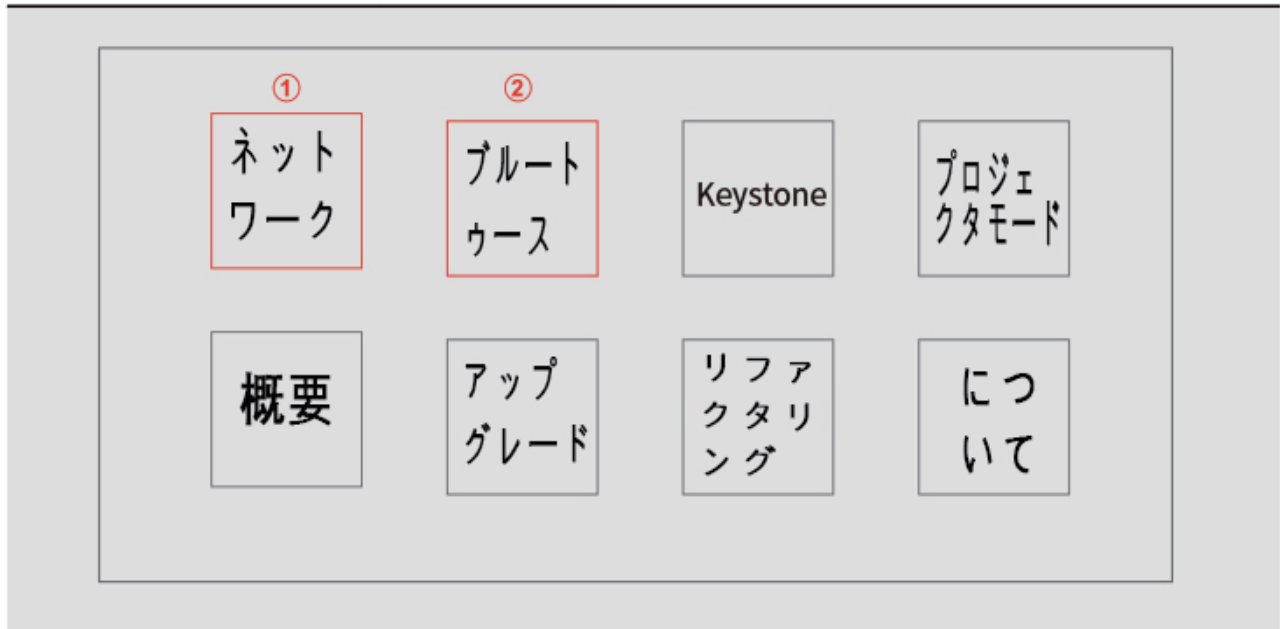 ①
②
ネット
ワーク
ブルート
ゥース
Keystone
プロジェ
クタモード
概要
アップ
グレード
リファ
クタリ
ング
につ
いて